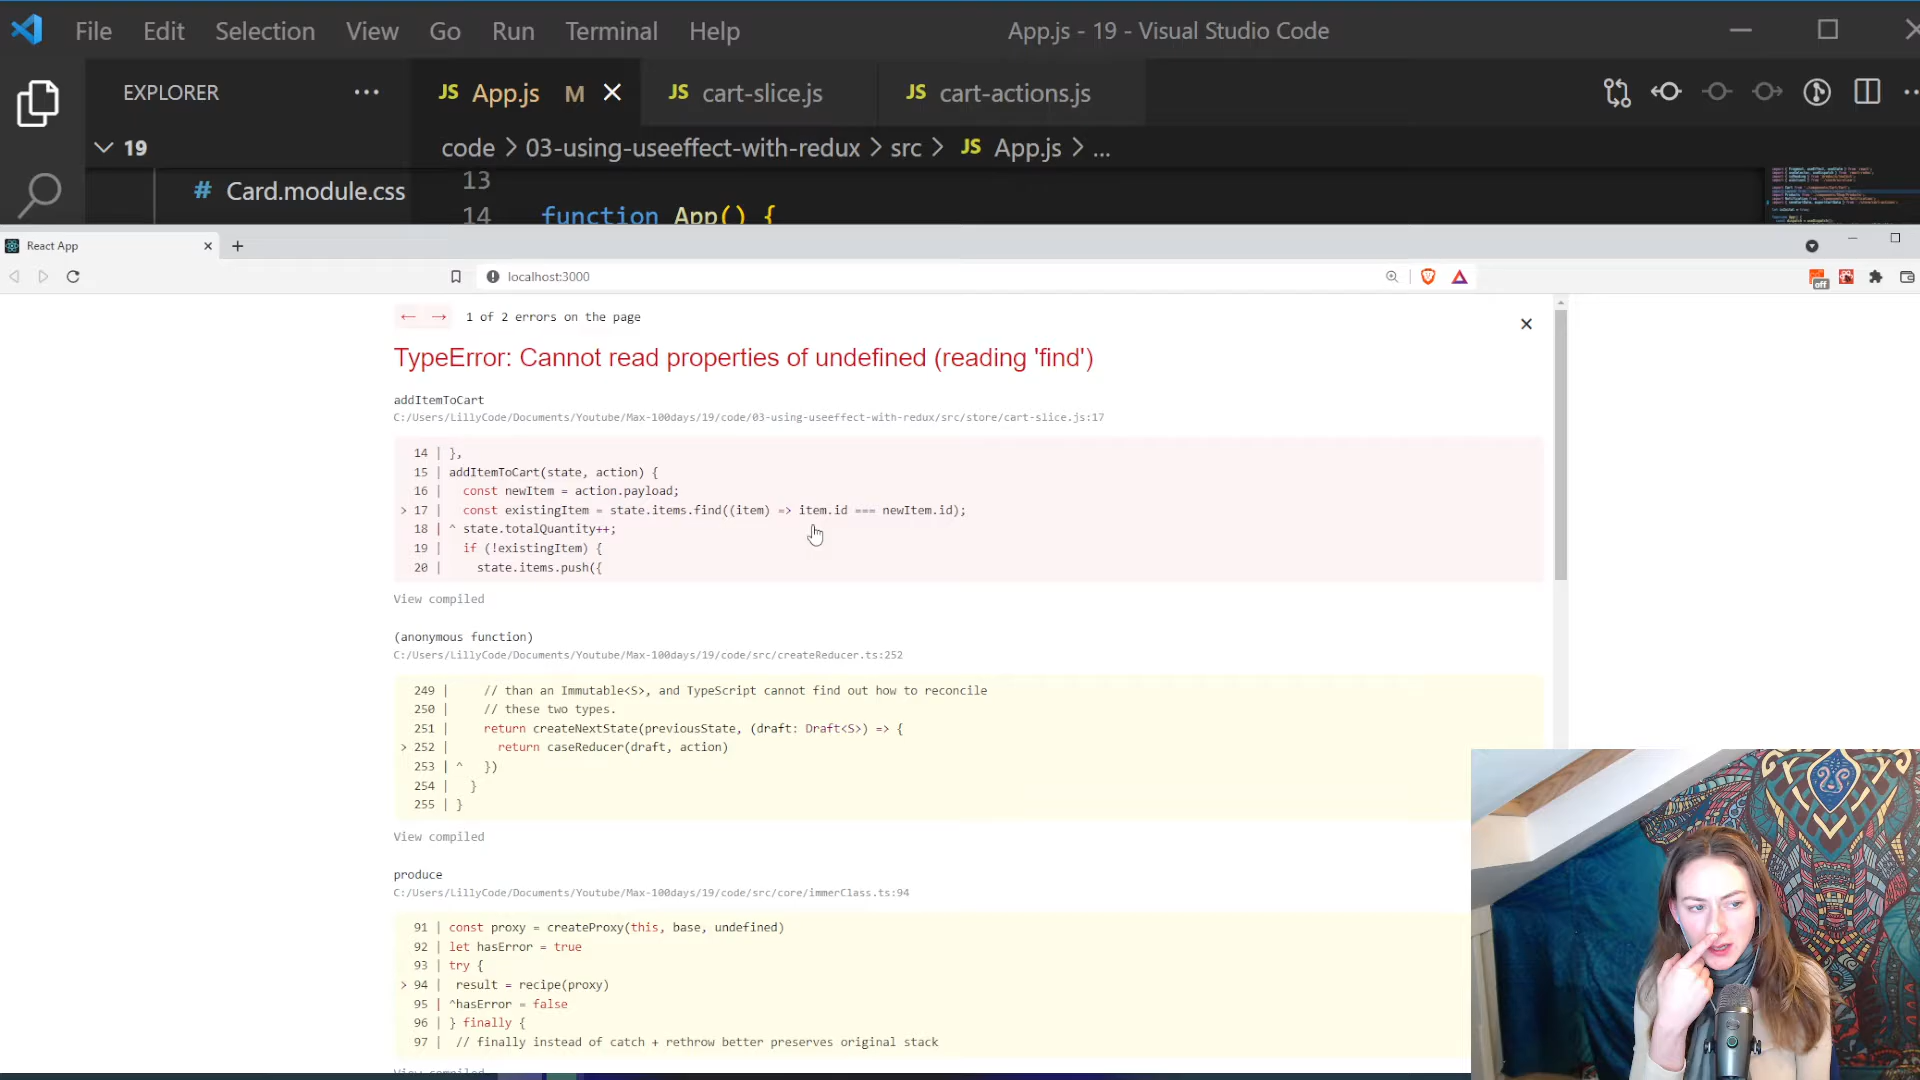 File Edit Selection View Go Run Terminal Help App.js - 19 - Visual Studio Code
EXPLORER ... JS App.js M JS cart-slice.js JS cart-actions.js
19 code > 03-using-useeffect-with-redux > src > JS App.js > ...
# Card.module.css
13
14 function App() {
React App
localhost:3000
off
1 of 2 errors on the page
TypeError: Cannot read properties of undefined (reading 'find')
addItemToCart
C:/Users/LillyCode/Documents/Youtube/Max-100days/19/code/03-using-useeffect-with-redux/src/store/cart-slice.js:17
14 | },
15 | addItemToCart(state, action) {
16 | const newItem = action.payload;
> 17 | const existingItem = state.items.find((item) => item.id === newItem.id);
18 | ^ state.totalQuantity++;
19 | if (!existingItem) {
20 | state.items.push({
View compiled
(anonymous function)
C:/Users/LillyCode/Documents/Youtube/Max-100days/19/code/src/createReducer.ts:252
249 | // than an Immutable<S>, and TypeScript cannot find out how to reconcile
250 | // these two types.
251 | return createNextState(previousState, (draft: Draft<S>) => {
> 252 | return caseReducer(draft, action)
253 | ^ })
254 | }
255 | }
View compiled
produce
C:/Users/LillyCode/Documents/Youtube/Max-100days/19/code/src/core/immerClass.ts:94
91 | const proxy = createProxy(this, base, undefined)
92 | let hasError = true
93 | try {
> 94 | result = recipe(proxy)
95 | ^hasError = false
96 | } finally {
97 | // finally instead of catch + rethrow better preserves original stack
View compiled